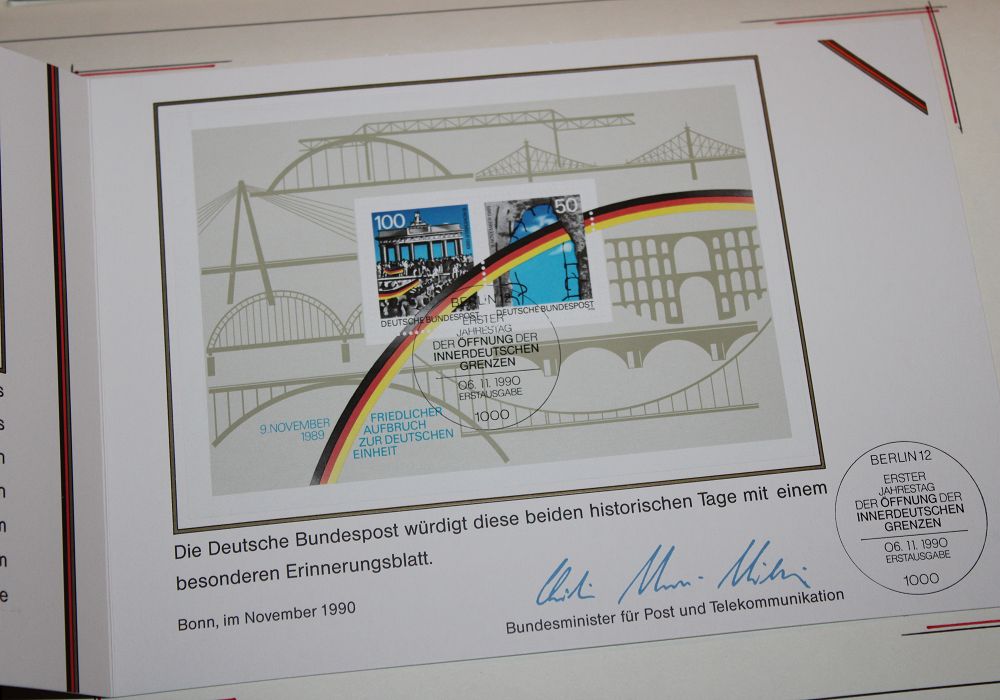 100
50
DEUTSCHE BUNDESPOST
DEUTSCHE BUNDESPOST
BERLIN 12
ERSTER
JAHRESTAG
DER ÖFFNUNG DER
INNERDEUTSCHEN
GRENZEN
06.11.1990
ERSTAUSGABE
1000
9.NOVEMBER
1989
FRIEDLICHER
AUFBRUCH
ZUR DEUTSCHEN
EINHEIT
Die Deutsche Bundespost würdigt diese beiden historischen Tage mit einem
besonderen Erinnerungsblatt.
Bonn, im November 1990
Bundesminister für Post und Telekommunikation
BERLIN 12
ERSTER
JAHRESTAG
DER ÖFFNUNG DER
INNERDEUTSCHEN
GRENZEN
06.11.1990
ERSTAUSGABE
1000